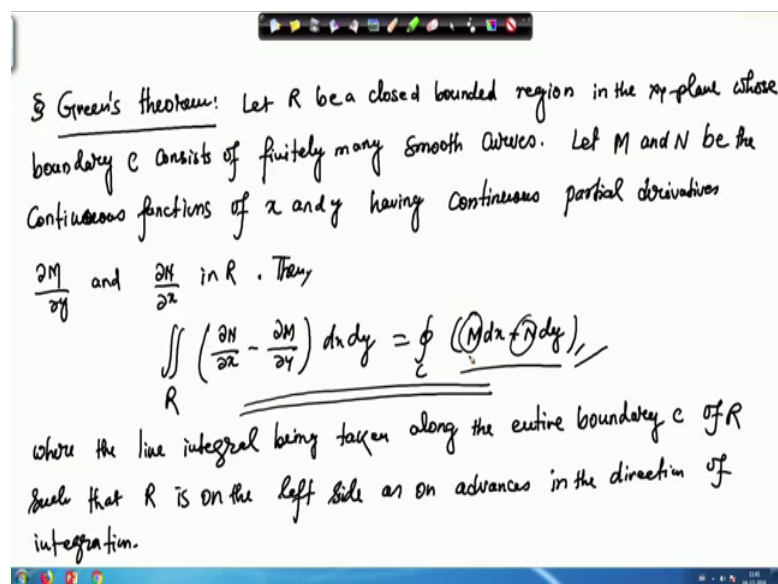 § Green's theorem: Let R be a closed bounded region in the xy-plane whose
boundary C consists of finitely many smooth curves. Let M and N be the
continuous functions of x and y having continuous partial derivatives
∂M/∂y and ∂N/∂x in R. Then,
∬_R (∂N/∂x - ∂M/∂y) dx dy = ∮_C (M dx + N dy),
where the line integral being taken along the entire boundary C of R
such that R is on the left side as on advances in the direction of
integration.